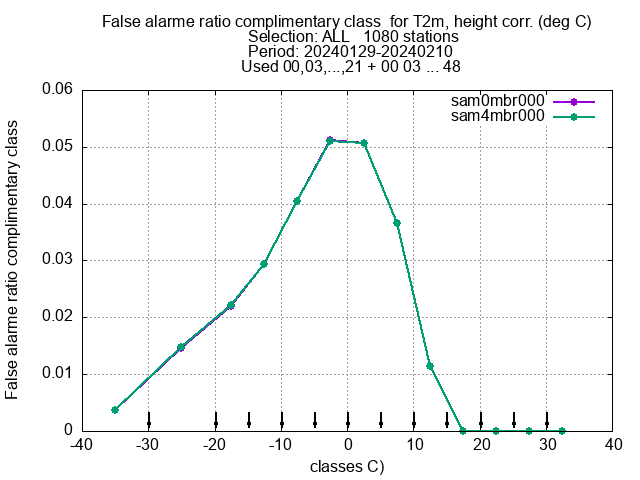 False alarme ratio complimentary class  for T2m, height corr. (deg C)
Selection: ALL   1080 stations
Period: 20240129-20240210
Used 00,03,...,21 + 00 03 ... 48
sam0mbr000
sam4mbr000
False alarme ratio complimentary class
0.06
0.05
0.04
0.03
0.02
0.01
0
-40 -30 -20 -10 0 10 20 30 40
classes C)